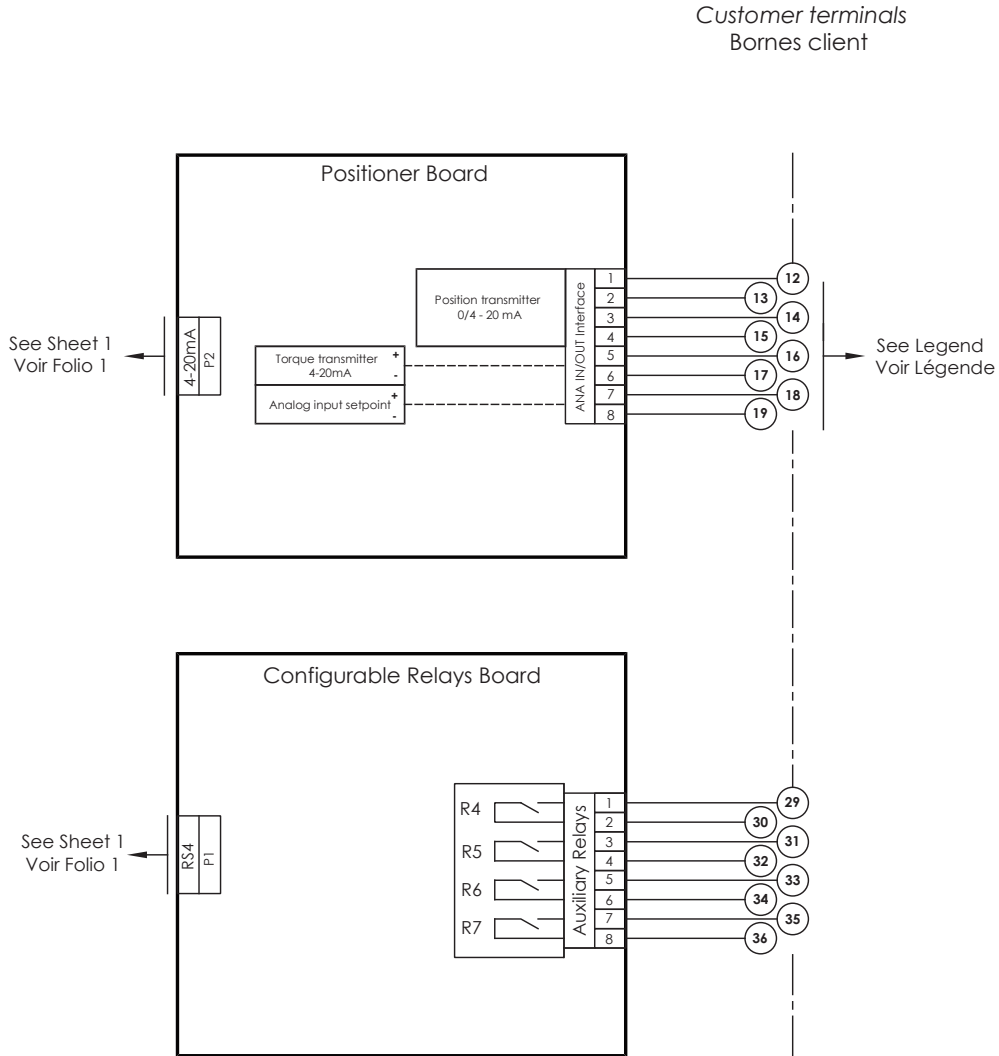 Customer terminals
Bornes client
Positioner Board
Position transmitter
0/4 - 20 mA
ANA IN/OUT Interface
1
2
3
4
5
6
7
8
12
13
14
15
16
17
18
19
See Sheet 1
Voir Folio 1
4-20mA
P2
Torque transmitter
4-20mA
+
-
Analog input setpoint
+
-
See Legend
Voir Légende
Configurable Relays Board
R4
R5
R6
R7
Auxiliary Relays
1
2
3
4
5
6
7
8
29
30
31
32
33
34
35
36
See Sheet 1
Voir Folio 1
RS4
P1